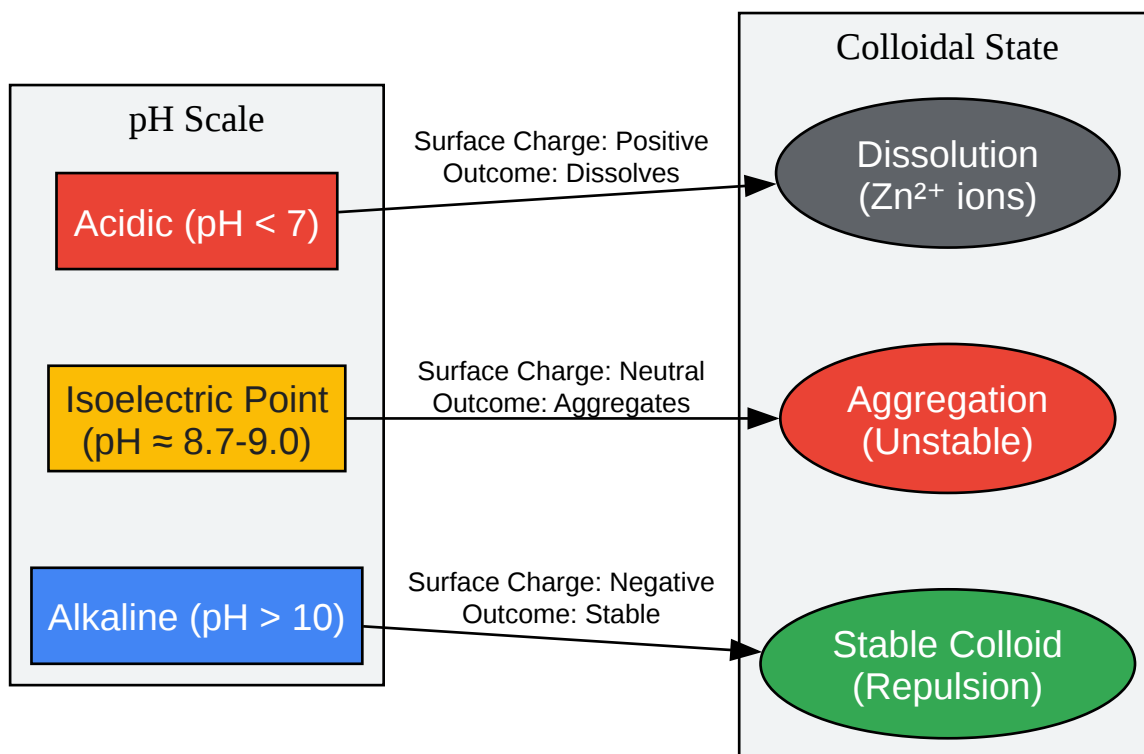 pH Scale
Acidic (pH < 7)
Isoelectric Point
(pH ≈ 8.7-9.0)
Alkaline (pH > 10)
Surface Charge: Positive
Outcome: Dissolves
Surface Charge: Neutral
Outcome: Aggregates
Surface Charge: Negative
Outcome: Stable
Colloidal State
Dissolution
(Zn²⁺ ions)
Aggregation
(Unstable)
Stable Colloid
(Repulsion)